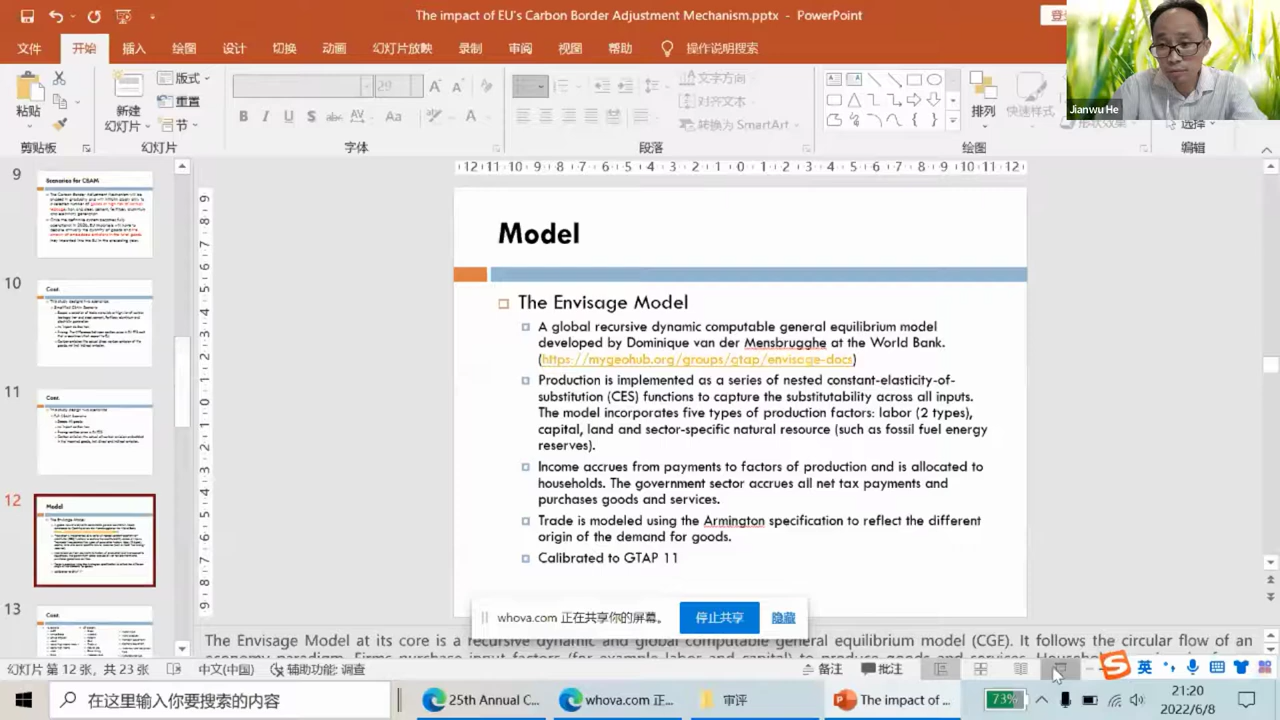 The impact of EU's Carbon Border Adjustment Mechanism.pptx - PowerPoint
文件 开始 插入 绘图 设计 切换 动画 幻灯片放映 录制 审阅 视图 帮助 操作说明搜索
粘贴
剪贴板
新建
幻灯片
版式
重置
节
幻灯片
字体
文字方向
对齐文本
转换为 SmartArt
段落
排列
快速样式
绘图
选择
编辑
Jianwu He
9
Scenarios for CBAM
10
Cont.
11
Cont.
12
Model
13
Cont.
Model
The Envisage Model
A global recursive dynamic computable general equilibrium model
developed by Dominique van der Mensbrugghe at the World Bank.
(https://mygeohub.org/groups/gtap/envisage-docs)
Production is implemented as a series of nested constant-elasticity-of-
substitution (CES) functions to capture the substitutability across all inputs.
The model incorporates five types of production factors: labor (2 types),
capital, land and sector-specific natural resource (such as fossil fuel energy
reserves).
Income accrues from payments to factors of production and is allocated to
households. The government sector accrues all net tax payments and
purchases goods and services.
Trade is modeled using the Armington specification to reflect the different
origin of the demand for goods.
Calibrated to GTAP 11
whova.com 正在共享你的屏幕。 停止共享 隐藏
The Envisage Model at its core is a recursive dynamic and global computable general equilibrium model (CGE). It follows the circular flow of an
幻灯片 第 12 张，共 23 张 中文(中国) 辅助功能: 调查 备注 批注 英
在这里输入你要搜索的内容
25th Annual C...
whova.com 正...
审评
The impact of ...
73%
21:20
2022/6/8